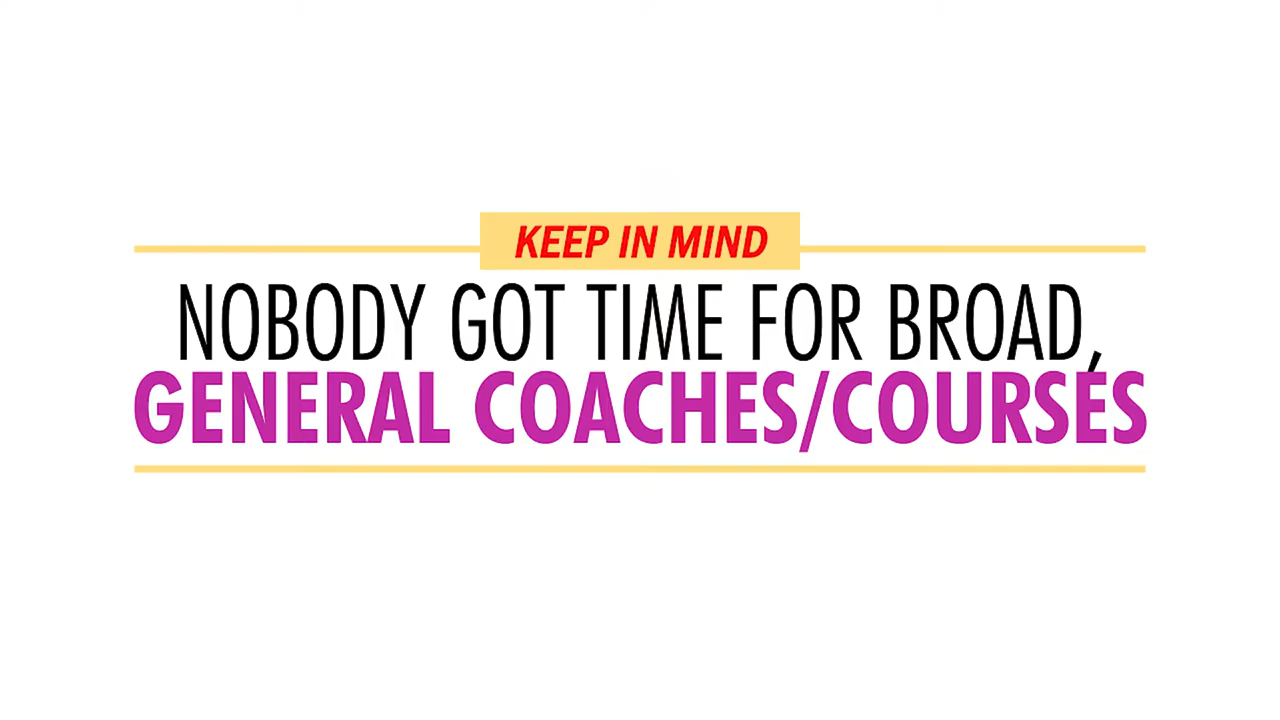 KEEP IN MIND
NOBODY GOT TIME FOR BROAD,
GENERAL COACHES/COURSES